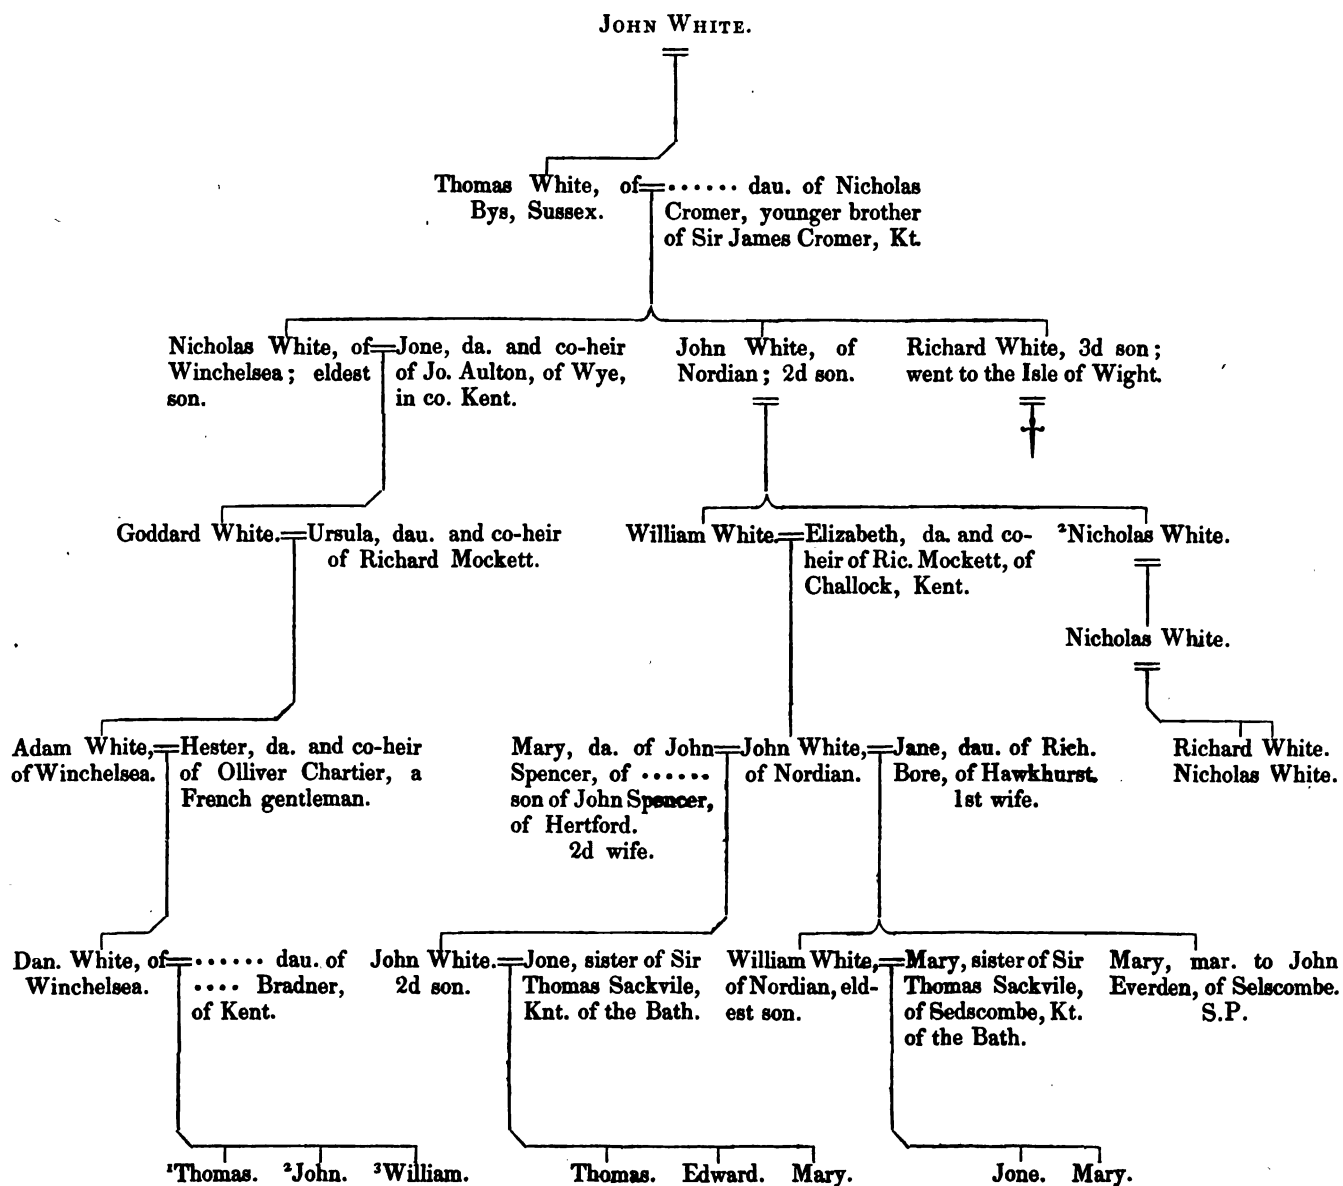 JOHN WHITE.
Thomas White, of
Bys, Sussex.
...... dau. of Nicholas
Cromer, younger brother
of Sir James Cromer, Kt.
Nicholas White, of
Winchelsea; eldest
son.
Jone, da. and co-heir
of Jo. Aulton, of Wye,
in co. Kent.
John White, of
Nordian; 2d son.
Richard White, 3d son;
went to the Isle of Wight.
Goddard White.
Ursula, dau. and co-heir
of Richard Mockett.
William White.
Elizabeth, da. and co-
heir of Ric. Mockett, of
Challock, Kent.
²Nicholas White.
Nicholas White.
Adam White,
of Winchelsea.
Hester, da. and co-heir
of Olliver Chartier, a
French gentleman.
Mary, da. of John
Spencer, of ......
son of John Spencer,
of Hertford.
2d wife.
John White,
of Nordian.
Jane, dau. of Rich.
Bore, of Hawkhurst.
1st wife.
Richard White.
Nicholas White.
Dan. White, of
Winchelsea.
...... dau. of
.... Bradner,
of Kent.
John White.
2d son.
Jone, sister of Sir
Thomas Sackvile,
Knt. of the Bath.
William White,
of Nordian, eld-
est son.
Mary, sister of Sir
Thomas Sackvile,
of Sedscombe, Kt.
of the Bath.
Mary, mar. to John
Everden, of Selscombe.
S.P.
¹Thomas. ²John. ³William.
Thomas. Edward. Mary.
Jone. Mary.